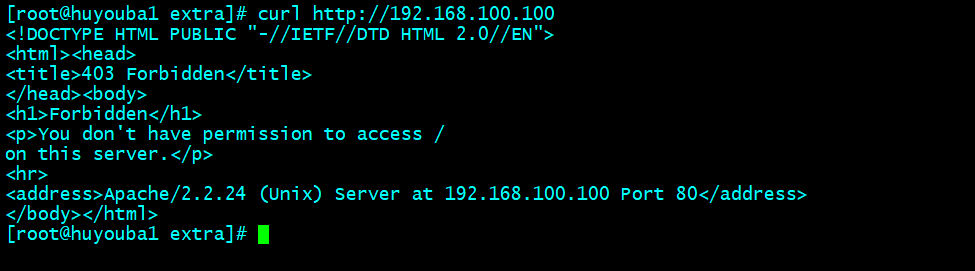 [root@huyouba1 extra]# curl http://192.168.100.100
<!DOCTYPE HTML PUBLIC "-//IETF//DTD HTML 2.0//EN">
<html><head>
<title>403 Forbidden</title>
</head><body>
<h1>Forbidden</h1>
<p>You don't have permission to access /
on this server.</p>
<hr>
<address>Apache/2.2.24 (Unix) Server at 192.168.100.100 Port 80</address>
</body></html>
[root@huyouba1 extra]#